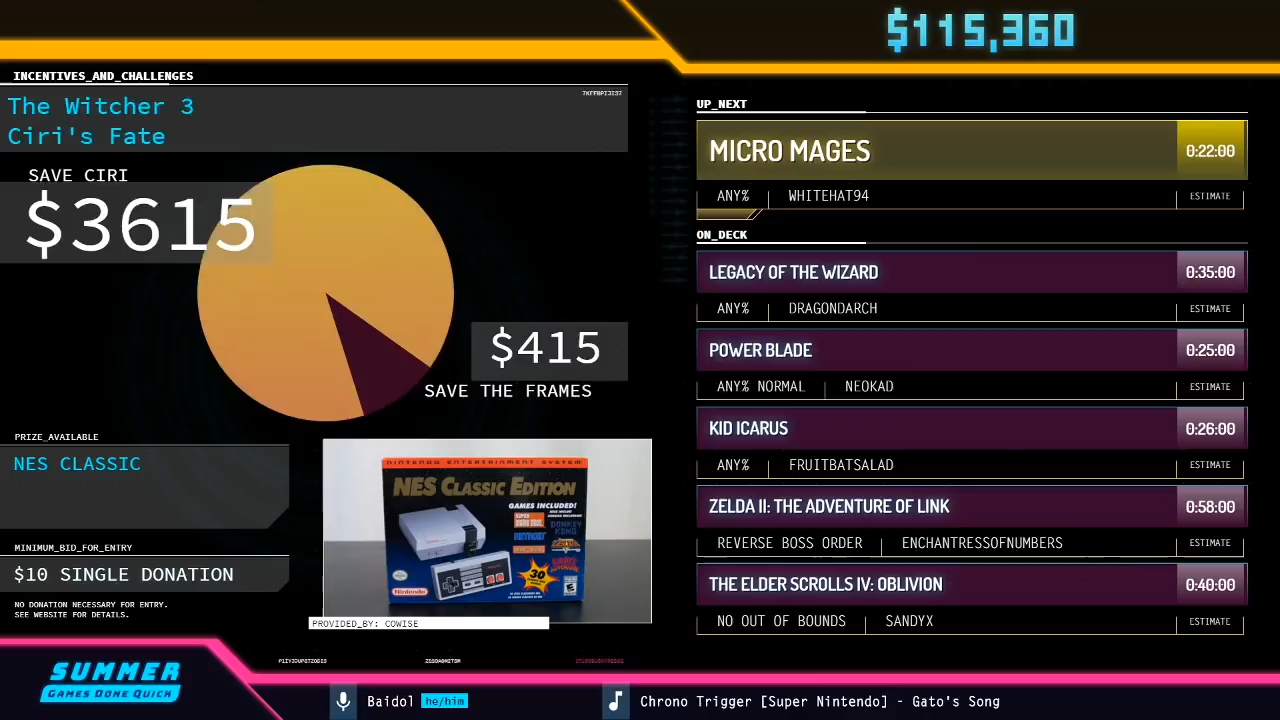 $115,360
INCENTIVES_AND_CHALLENGES
The Witcher 3
Ciri's Fate
SAVE CIRI
$3615
$415
SAVE THE FRAMES
PRIZE_AVAILABLE
NES CLASSIC
MINIMUM_BID_FOR_ENTRY
$10 SINGLE DONATION
NO DONATION NECESSARY FOR ENTRY.
SEE WEBSITE FOR DETAILS.
NINTENDO ENTERTAINMENT SYSTEM
NES CLASSIC EDITION
GAMES INCLUDED!
DONKEY KONG
30
Nintendo
PROVIDED_BY: COWISE
UP_NEXT
MICRO MAGES 0:22:00
ANY% WHITEHAT94 ESTIMATE
ON_DECK
LEGACY OF THE WIZARD 0:35:00
ANY% DRAGONDARCH ESTIMATE
POWER BLADE 0:25:00
ANY% NORMAL NEOKAD ESTIMATE
KID ICARUS 0:26:00
ANY% FRUITBATSALAD ESTIMATE
ZELDA II: THE ADVENTURE OF LINK 0:58:00
REVERSE BOSS ORDER ENCHANTRESSOFNUMBERS ESTIMATE
THE ELDER SCROLLS IV: OBLIVION 0:40:00
NO OUT OF BOUNDS SANDYX ESTIMATE
SUMMER
GAMES DONE QUICK
Baidol he/him
Chrono Trigger [Super Nintendo] - Gato's Song